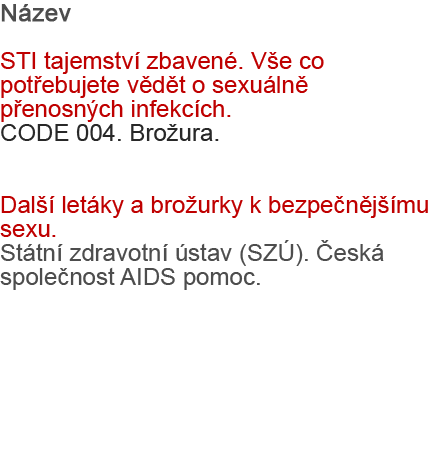 Název
STI tajemství zbavené. Vše co
potřebujete vědět o sexuálně
přenosných infekcích.
CODE 004. Brožura.
Další letáky a brožurky k bezpečnějšímu
sexu.
Státní zdravotní ústav (SZÚ). Česká
společnost AIDS pomoc.